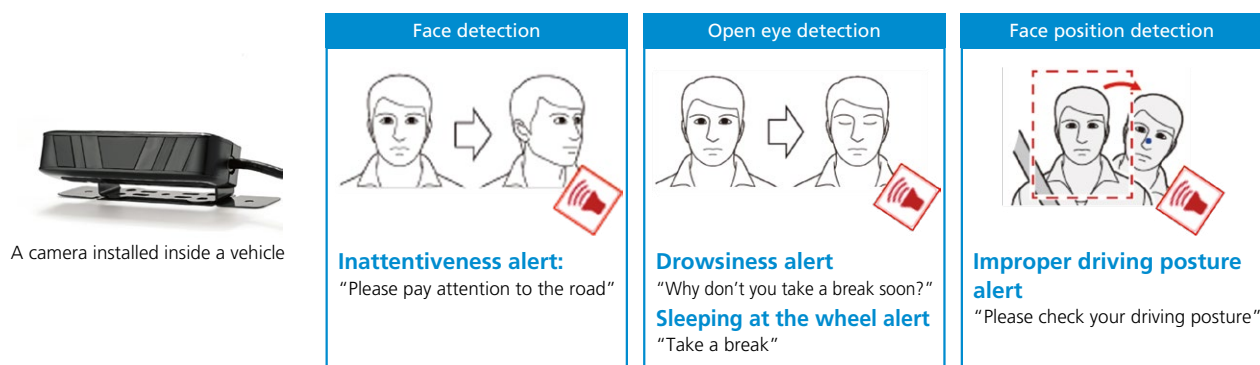 A camera installed inside a vehicle
Face detection
Inattentiveness alert:
“Please pay attention to the road”
Open eye detection
Drowsiness alert
“Why don’t you take a break soon?”
Sleeping at the wheel alert
“Take a break”
Face position detection
Improper driving posture
alert
“Please check your driving posture”